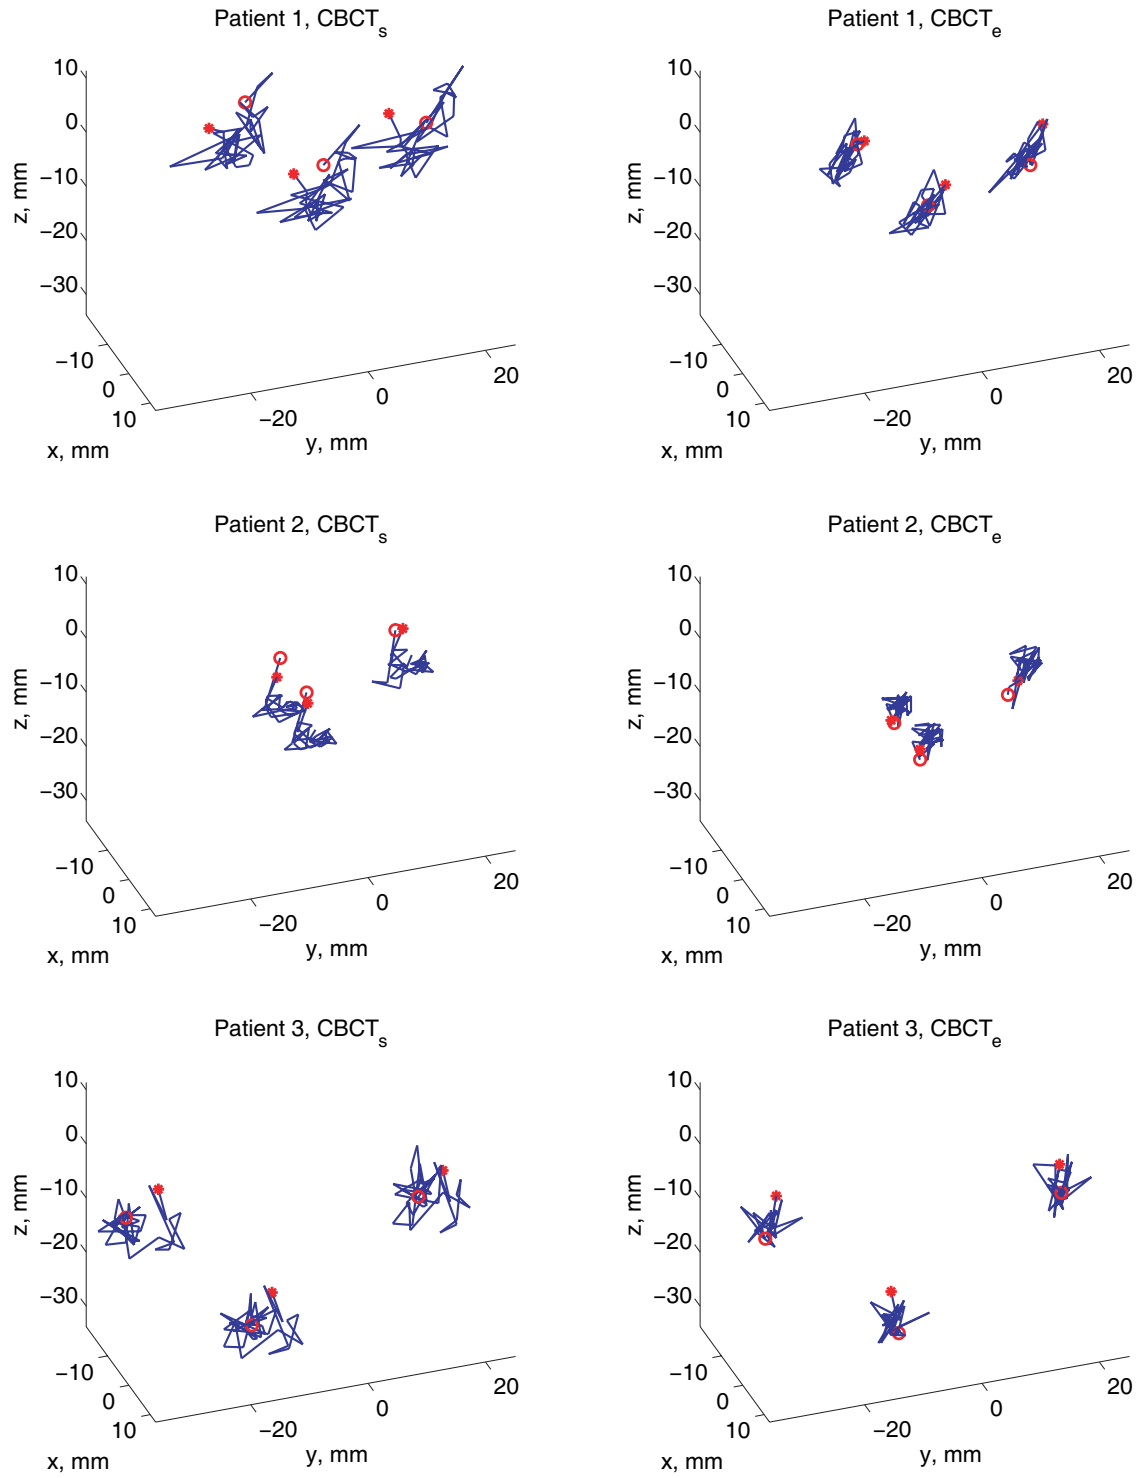 Patient 1, CBCTs
10
0
−10
−20
−30
z, mm
−10
0
10
x, mm
−20
0
20
y, mm
Patient 1, CBCTe
10
0
−10
−20
−30
z, mm
−10
0
10
x, mm
−20
0
20
y, mm
Patient 2, CBCTs
10
0
−10
−20
−30
z, mm
−10
0
10
x, mm
−20
0
20
y, mm
Patient 2, CBCTe
10
0
−10
−20
−30
z, mm
−10
0
10
x, mm
−20
0
20
y, mm
Patient 3, CBCTs
10
0
−10
−20
−30
z, mm
−10
0
10
x, mm
−20
0
20
y, mm
Patient 3, CBCTe
10
0
−10
−20
−30
z, mm
−10
0
10
x, mm
−20
0
20
y, mm